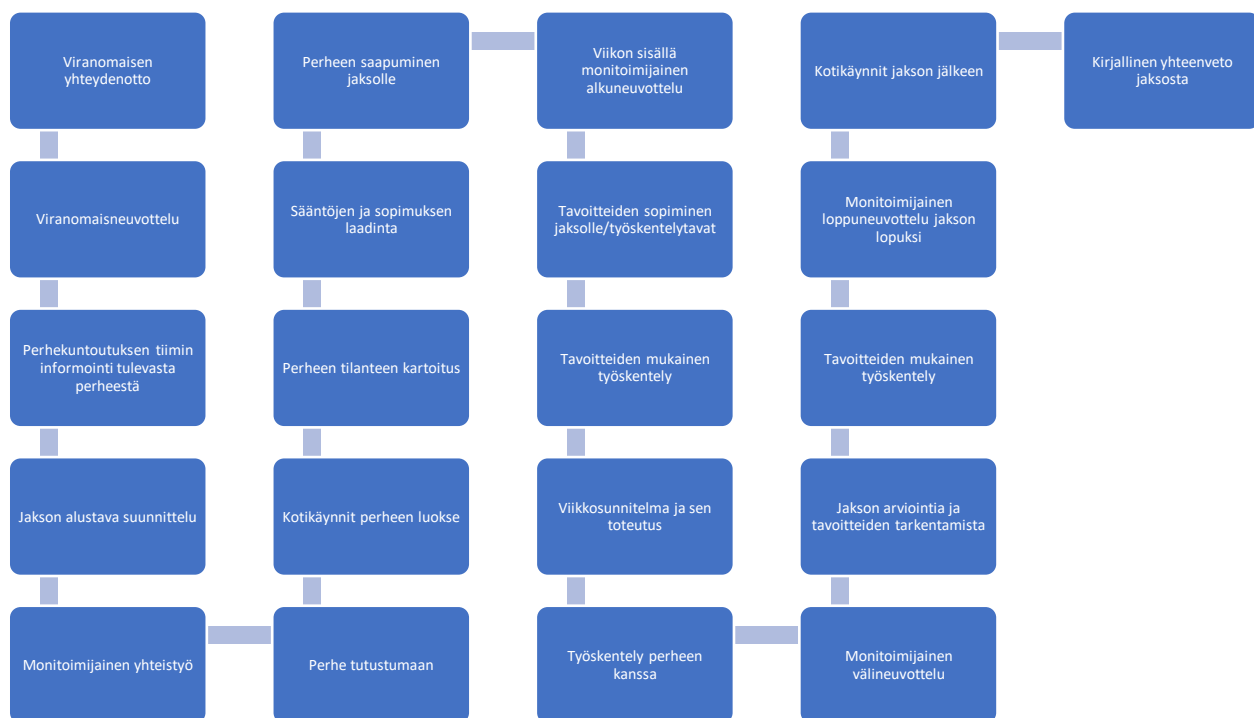 Viranomaisen
yhteydenotto
Viranomaisneuvottelu
Perhekuntoutuksen tiimin
informointi tulevasta
perheestä
Jakson alustava suunnittelu
Monitoimijainen yhteistyö
Perhe tutustumaan
Kotikäynnit perheen luokse
Perheen tilanteen kartoitus
Sääntöjen ja sopimuksen
laadinta
Perheen saapuminen
jaksolle
Viikon sisällä
monitoimijainen
alkuneuvottelu
Tavoitteiden sopiminen
jaksolle/työskentelytavat
Tavoitteiden mukainen
työskentely
Viikkosunnitelma ja sen
toteutus
Työskentely perheen
kanssa
Monitoimijainen
välineuvottelu
Jakson arviointia ja
tavoitteiden tarkentamista
Tavoitteiden mukainen
työskentely
Monitoimijainen
loppuneuvottelu jakson
lopuksi
Kotikäynnit jakson jälkeen
Kirjallinen yhteenveto
jaksosta